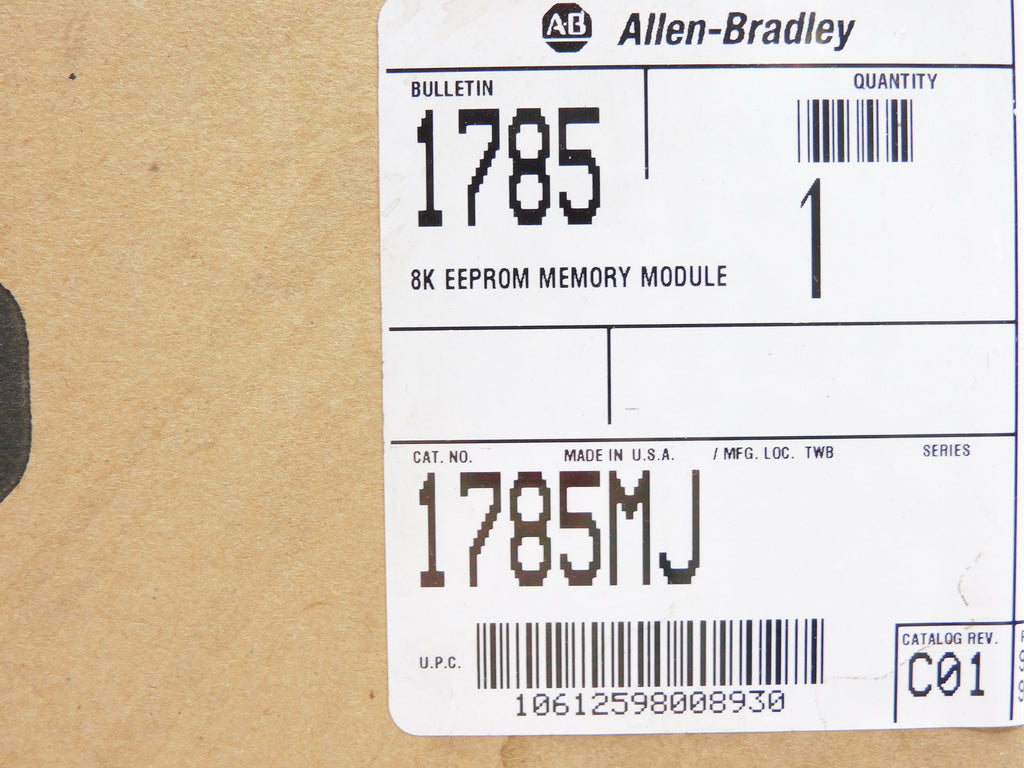 A-B Allen-Bradley
BULLETIN
QUANTITY
1785
1
8K EEPROM MEMORY MODULE
CAT. NO. MADE IN U.S.A. / MFG. LOC. TWB SERIES
1785MJ
U.P.C.
10612598008930
CATALOG REV.
C01